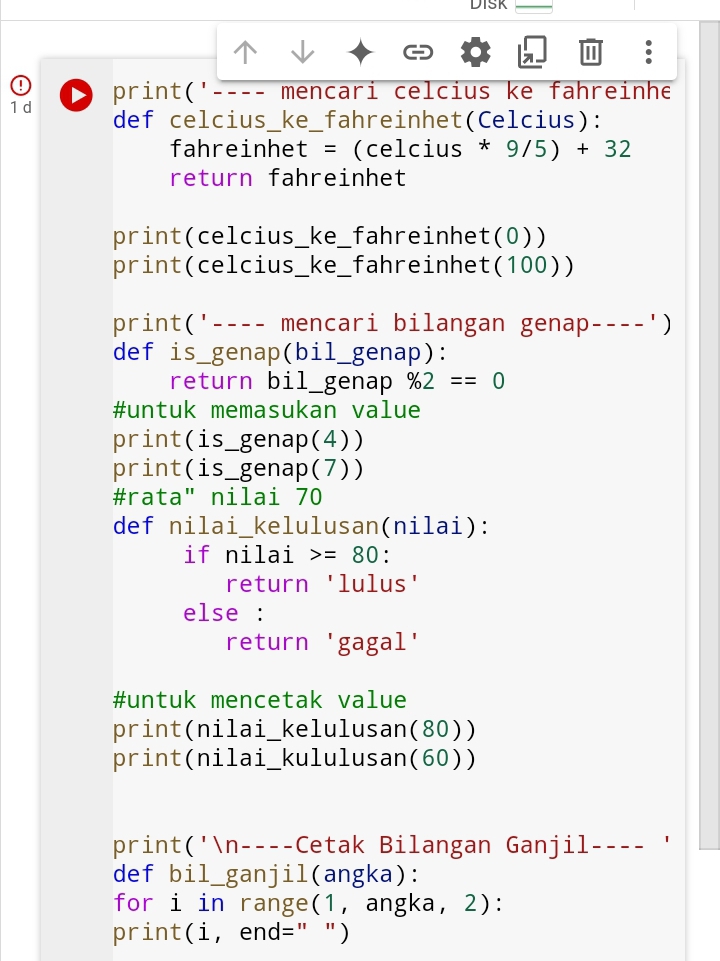 Disk
1 d
print('---- mencari celcius ke fahreinhe
def celcius_ke_fahreinhet(Celcius):
    fahreinhet = (celcius * 9/5) + 32
    return fahreinhet
print(celcius_ke_fahreinhet(0))
print(celcius_ke_fahreinhet(100))
print('---- mencari bilangan genap----')
def is_genap(bil_genap):
    return bil_genap %2 == 0
#untuk memasukan value
print(is_genap(4))
print(is_genap(7))
#rata" nilai 70
def nilai_kelulusan(nilai):
     if nilai >= 80:
        return 'lulus'
     else :
        return 'gagal'
#untuk mencetak value
print(nilai_kelulusan(80))
print(nilai_kululusan(60))
print('\n----Cetak Bilangan Ganjil---- '
def bil_ganjil(angka):
for i in range(1, angka, 2):
print(i, end=" ")